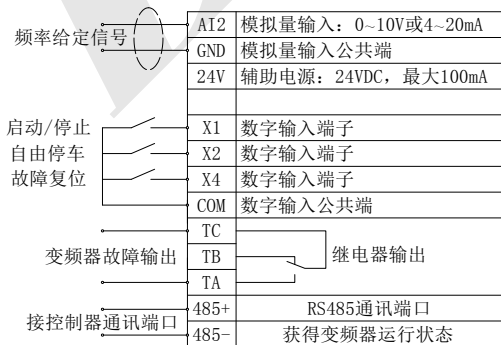 频率给定信号
AI2 模拟量输入：0~10V或4~20mA
GND 模拟量输入公共端
24V 辅助电源：24VDC，最大100mA
启动/停止 X1 数字输入端子
自由停车 X2 数字输入端子
故障复位 X4 数字输入端子
COM 数字输入公共端
TC
变频器故障输出 TB 继电器输出
TA
接控制器通讯端口
485+ RS485通讯端口
485- 获得变频器运行状态